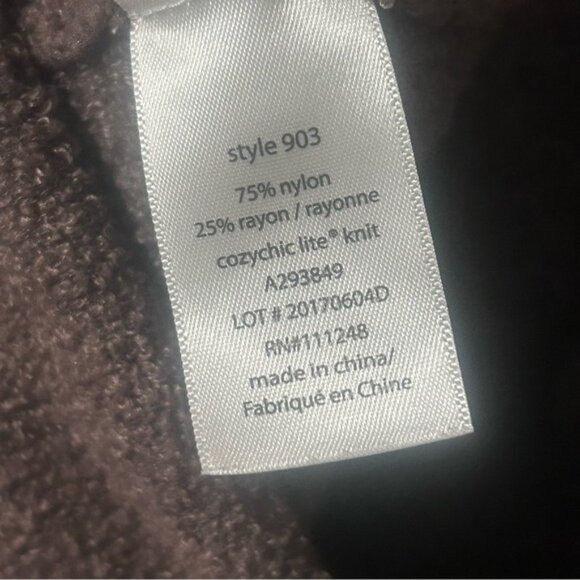 style 903
75% nylon
25% rayon / rayonne
cozychic lite® knit
A293849
LOT # 20170604D
RN#111248
made in china/
Fabriqué en Chine